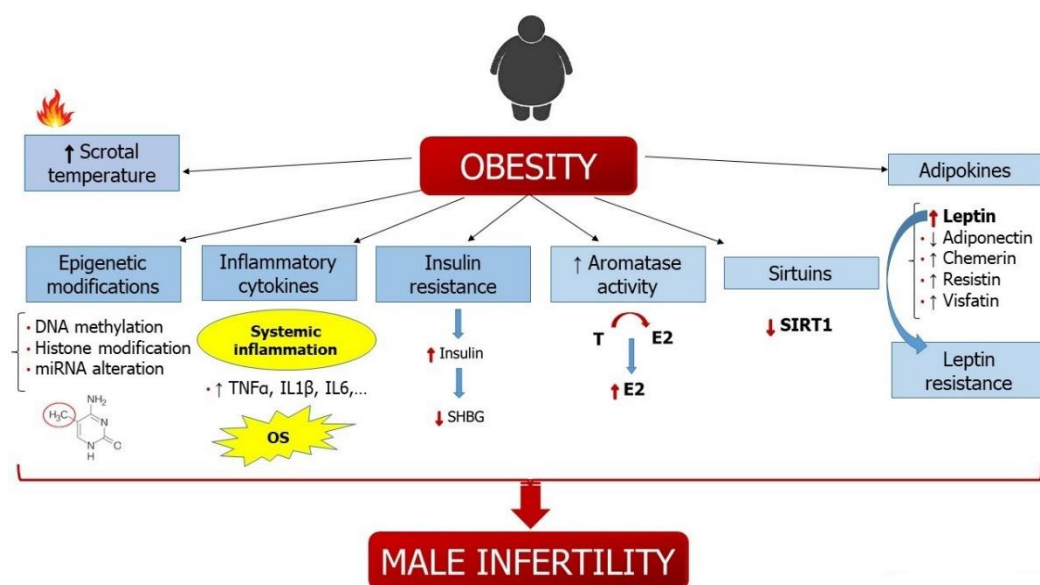 OBESITY
↑ Scrotal
temperature
Adipokines
↑ Leptin
• ↓ Adiponectin
• ↑ Chemerin
• ↑ Resistin
• ↑ Visfatin
Leptin
resistance
Epigenetic
modifications
• DNA methylation
• Histone modification
• miRNA alteration
NH₂
H₃C
N
N
H
O
Inflammatory
cytokines
Systemic
inflammation
• ↑ TNFα, IL1β, IL6,...
OS
Insulin
resistance
↑ Insulin
↓ SHBG
↑ Aromatase
activity
T E2
↑ E2
Sirtuins
↓ SIRT1
MALE INFERTILITY